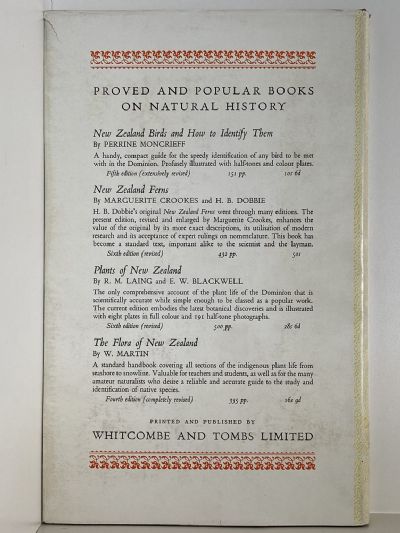 PROVED AND POPULAR BOOKS
ON NATURAL HISTORY
New Zealand Birds and How to Identify Them
By PERRINE MONCRIEFF
A handy, compact guide for the speedy identification of any bird to be met
with in the Dominion. Profusely illustrated with half-tones and colour plates.
Fifth edition (extensively revised) 151 pp. 10s 6d
New Zealand Ferns
By MARGUERITE CROOKES and H. B. DOBBIE
H. B. Dobbie's original New Zealand Ferns went through many editions. The
present edition, revised and enlarged by Marguerite Crookes, enhances the
value of the original by its more exact descriptions, its utilisation of modern
research and its acceptance of expert rulings on nomenclature. This book has
become a standard text, important alike to the scientist and the layman.
Sixth edition (revised) 432 pp. 50s
Plants of New Zealand
By R. M. LAING and E. W. BLACKWELL
The only comprehensive account of the plant life of the Dominion that is
scientifically accurate while simple enough to be classed as a popular work.
The current edition embodies the latest botanical discoveries and is illustrated
with eight plates in full colour and 191 half-tone photographs.
Sixth edition (revised) 500 pp. 28s 6d
The Flora of New Zealand
By W. MARTIN
A standard handbook covering all sections of the indigenous plant life from
seashore to snowline. Valuable for teachers and students, as well as for the many
amateur naturalists who desire a reliable and accurate guide to the study and
identification of native species.
Fourth edition (completely revised) 395 pp. 16s 9d
PRINTED AND PUBLISHED BY
WHITCOMBE AND TOMBS LIMITED